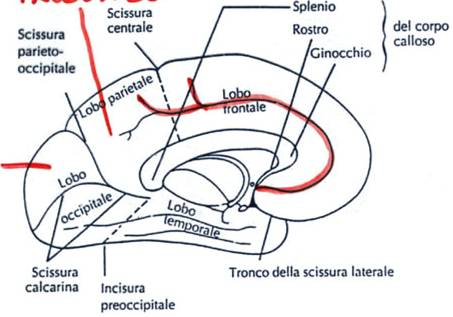 Scissura
centrale
Splenio
Rostro
Ginocchio
del corpo
calloso
Scissura
parieto-
occipitale
Lobo parietale
Lobo
frontale
Lobo
occipitale
Lobo
temporale
Scissura
calcarina
Incisura
preoccipitale
Tronco della scissura laterale